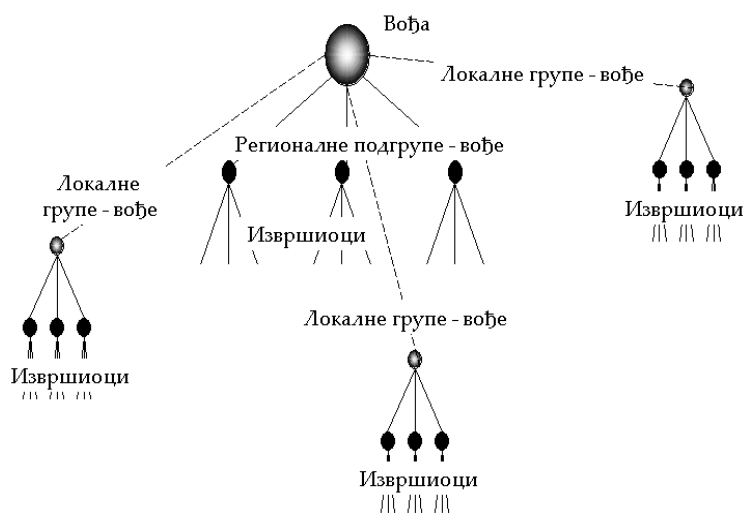 Вођа
Локалне групе - вође
Регионалне подгрупе - вође
Локалне
групе - вође
Извршиоци
Извршиоци
Локалне групе - вође
Извршиоци
Извршиоци